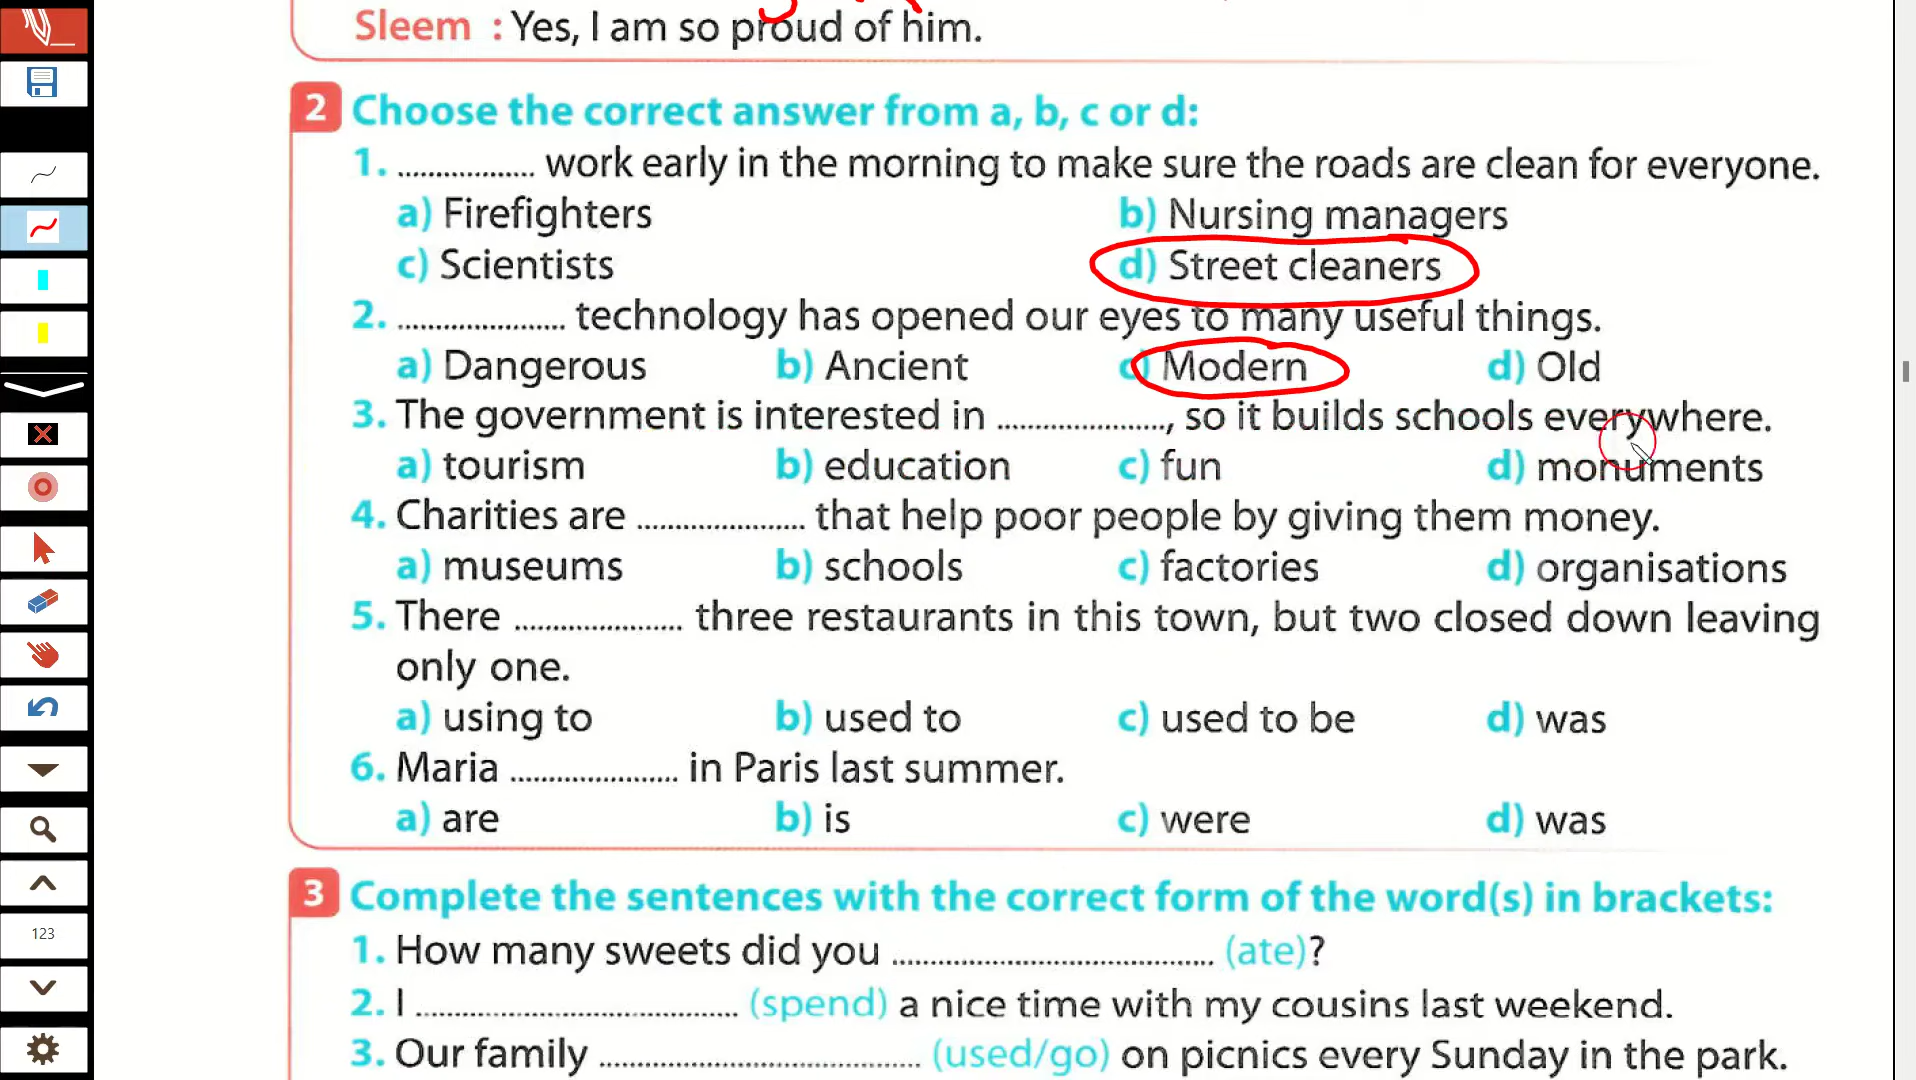 Sleem : Yes, I am so proud of him.
2 Choose the correct answer from a, b, c or d:
1. .................. work early in the morning to make sure the roads are clean for everyone.
a) Firefighters b) Nursing managers
c) Scientists d) Street cleaners
2. ...................... technology has opened our eyes to many useful things.
a) Dangerous b) Ancient c) Modern d) Old
3. The government is interested in ......................, so it builds schools everywhere.
a) tourism b) education c) fun d) monuments
4. Charities are ...................... that help poor people by giving them money.
a) museums b) schools c) factories d) organisations
5. There ...................... three restaurants in this town, but two closed down leaving
only one.
a) using to b) used to c) used to be d) was
6. Maria ...................... in Paris last summer.
a) are b) is c) were d) was
3 Complete the sentences with the correct form of the word(s) in brackets:
1. How many sweets did you .......................................... (ate)?
2. I .......................................... (spend) a nice time with my cousins last weekend.
3. Our family .......................................... (used/go) on picnics every Sunday in the park.
123